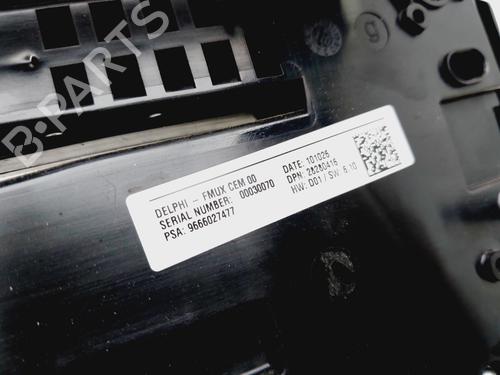 B-PARTS
DELPHI - FMUX CEM 00
SERIAL NUMBER: 00030070
PSA: 9666027477
DATE: 101026
DPN: 28280416
HW: D01 / SW: 6.10